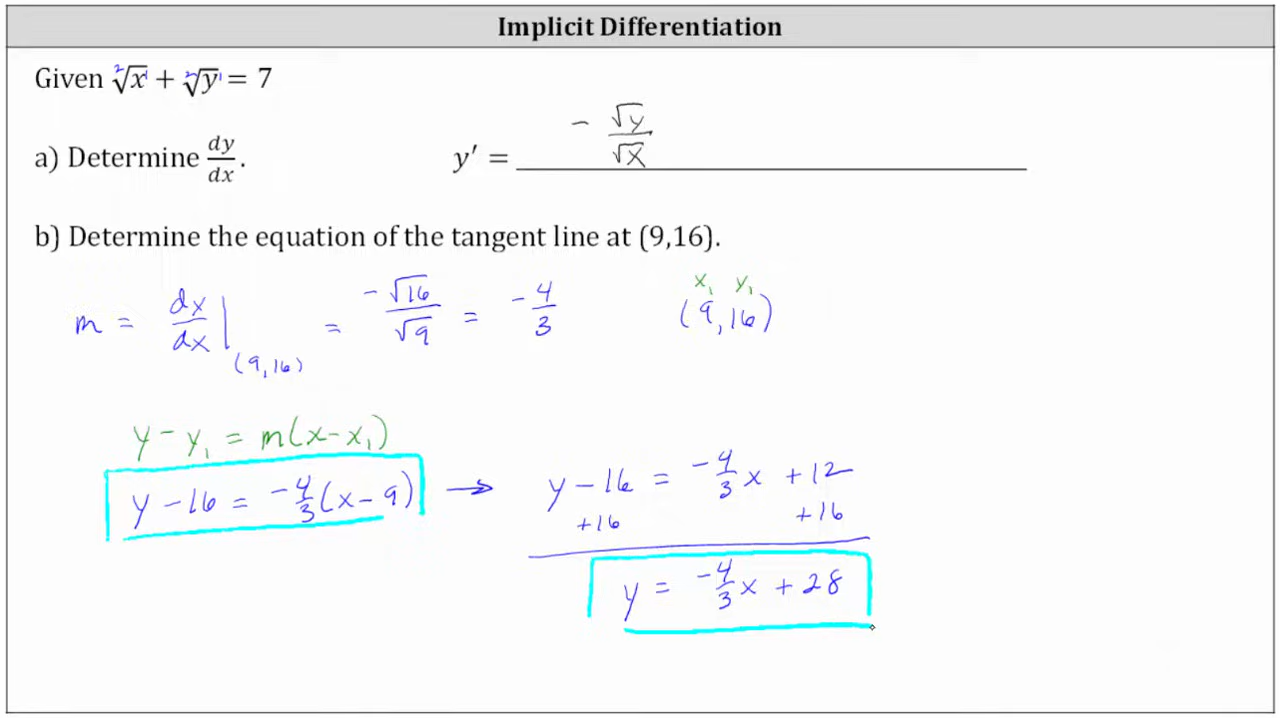 Implicit Differentiation
Given ²√x¹ + ²√y¹ = 7
a) Determine dy/dx. y′ = - √y/√x
b) Determine the equation of the tangent line at (9,16).
m = dx/dx |(9,16) = -√16/√9 = -4/3 x₁ y₁ (9,16)
y - y₁ = m(x - x₁)
y - 16 = -4/3(x - 9) → y - 16 = -4/3x + 12
+16 +16
y = -4/3x + 28